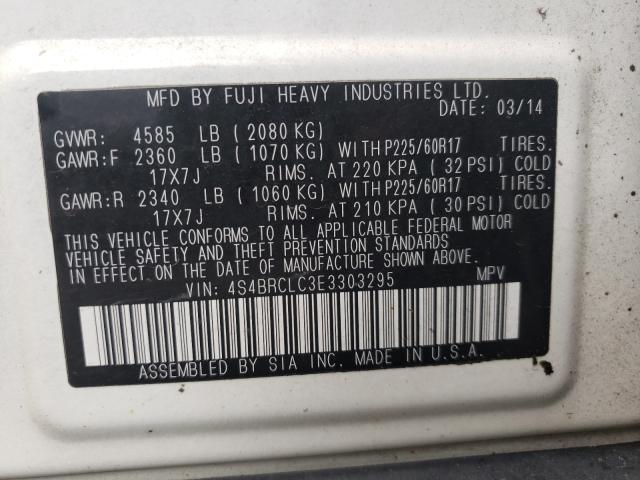 MFD BY FUJI HEAVY INDUSTRIES LTD.
DATE: 03/14
GVWR: 4585 LB ( 2080 KG)
GAWR:F 2360 LB ( 1070 KG) WITH P225/60R17 TIRES.
17X7J RIMS. AT 220 KPA ( 32 PSI) COLD
GAWR:R 2340 LB ( 1060 KG) WITH P225/60R17 TIRES.
17X7J RIMS. AT 210 KPA ( 30 PSI) COLD
THIS VEHICLE CONFORMS TO ALL APPLICABLE FEDERAL MOTOR
VEHICLE SAFETY AND THEFT PREVENTION STANDARDS
IN EFFECT ON THE DATE OF MANUFACTURE SHOWN ABOVE.
VIN: 4S4BRCLC3E3303295 MPV
ASSEMBLED BY SIA INC. MADE IN U.S.A.